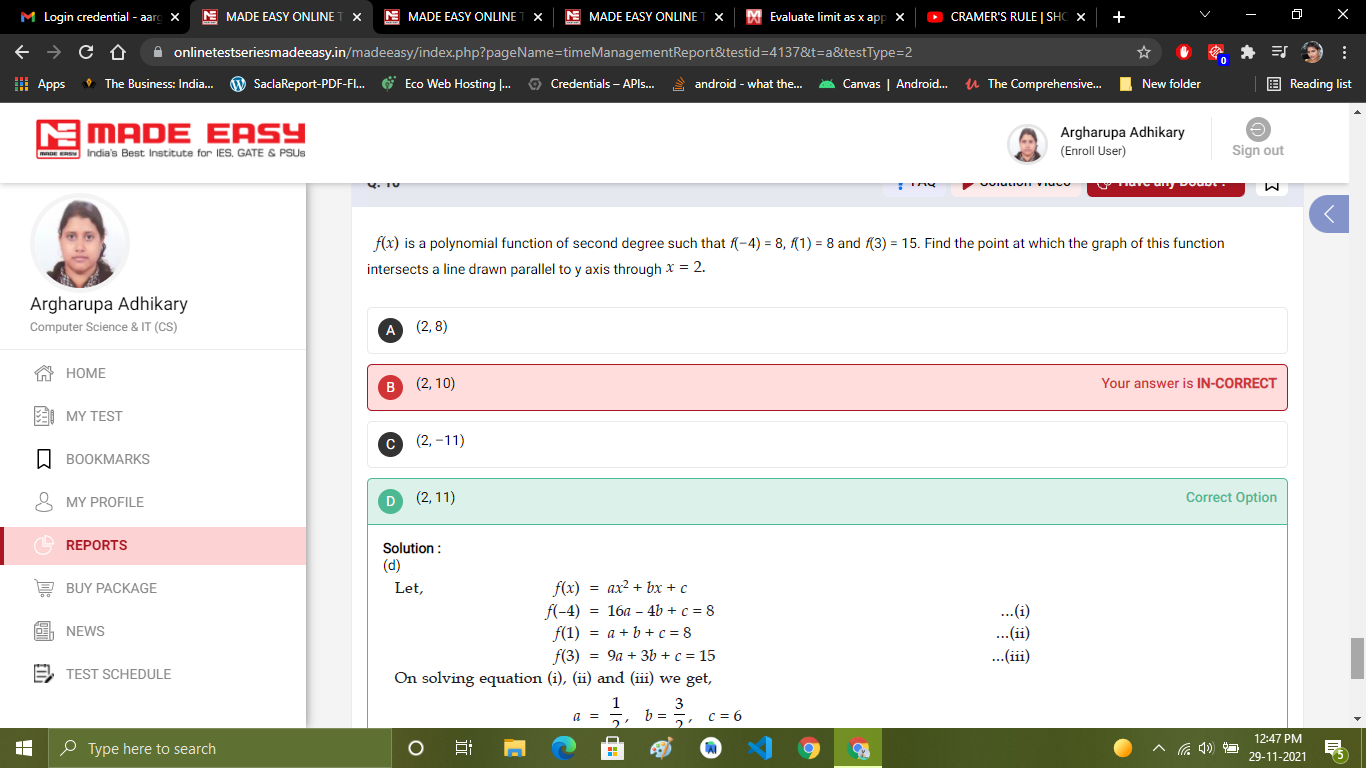 Login credential - aarg
MADE EASY ONLINE T
MADE EASY ONLINE T
MADE EASY ONLINE T
Evaluate limit as x app
CRAMER'S RULE | SHO
onlinetestseriesmadeeasy.in/madeeasy/index.php?pageName=timeManagementReport&testid=4137&t=a&testType=2
0
Apps
The Business: India...
SaclaReport-PDF-Fl...
Eco Web Hosting |...
Credentials – APIs...
android - what the...
Canvas | Android...
The Comprehensive...
New folder
Reading list
MADE EASY
MADE EASY
India's Best Institute for IES, GATE & PSUs
Argharupa Adhikary
(Enroll User)
Sign out
Argharupa Adhikary
Computer Science & IT (CS)
HOME
MY TEST
BOOKMARKS
MY PROFILE
REPORTS
BUY PACKAGE
NEWS
TEST SCHEDULE
FAQ
Solution Video
Have any Doubt ?
f(x) is a polynomial function of second degree such that f(−4) = 8, f(1) = 8 and f(3) = 15. Find the point at which the graph of this function
intersects a line drawn parallel to y axis through x = 2.
A (2, 8)
B (2, 10) Your answer is IN-CORRECT
C (2, −11)
D (2, 11) Correct Option
Solution :
(d)
Let, f(x) = ax² + bx + c
f(−4) = 16a − 4b + c = 8 ...(i)
f(1) = a + b + c = 8 ...(ii)
f(3) = 9a + 3b + c = 15 ...(iii)
On solving equation (i), (ii) and (iii) we get,
a = 1/2, b = 3/2, c = 6
Type here to search
12:47 PM
29-11-2021
5